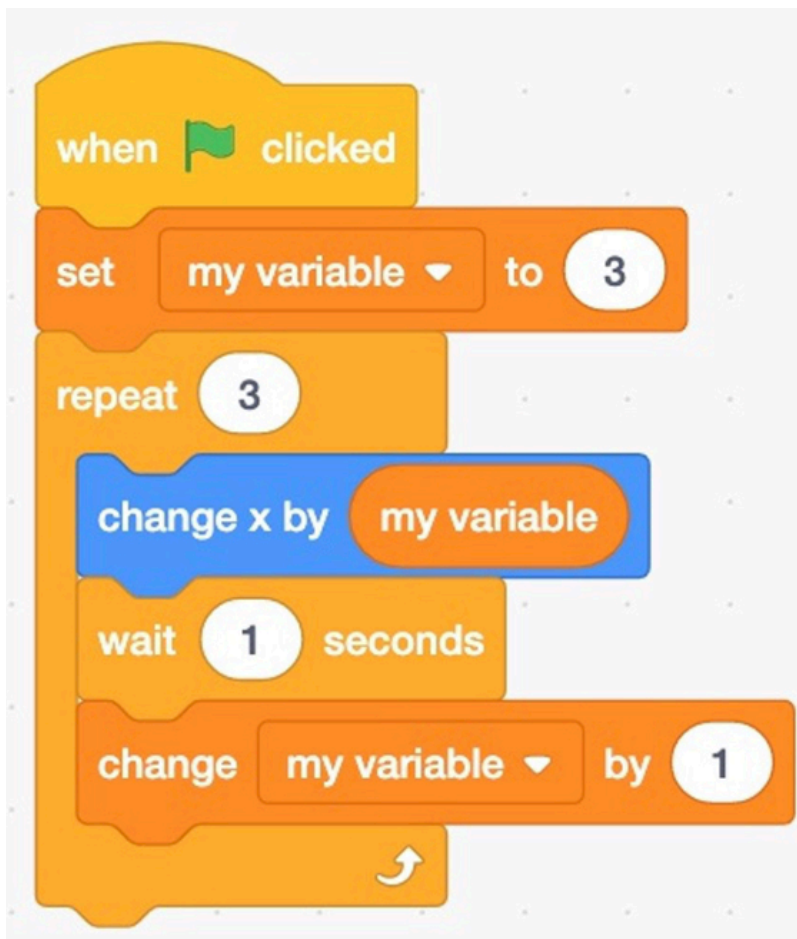 when clicked
set my variable to 3
repeat 3
change x by my variable
wait 1 seconds
change my variable by 1